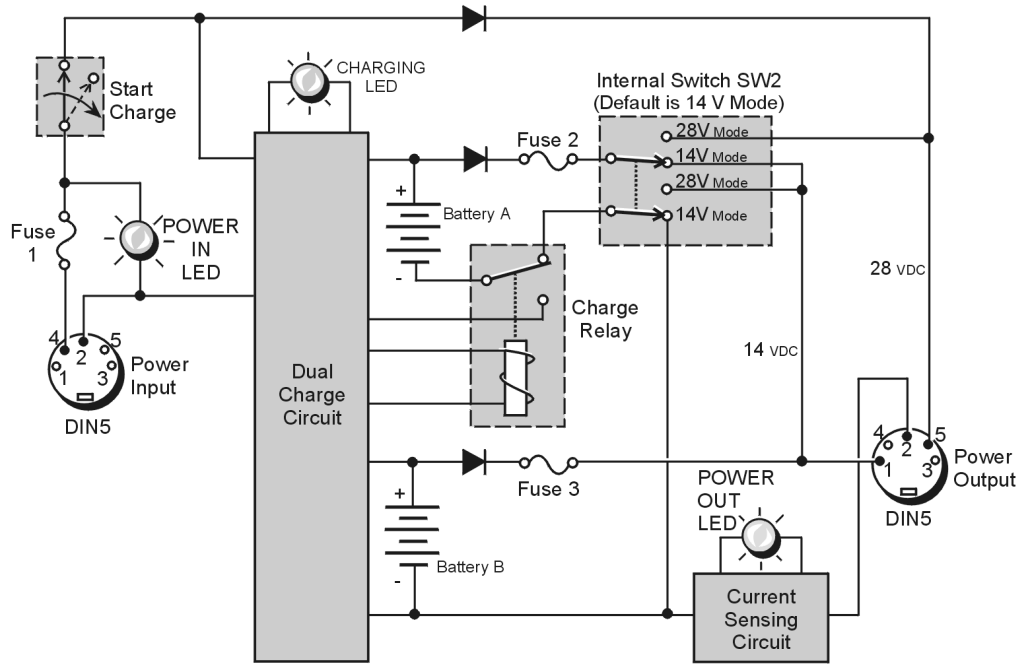 CHARGING
LED
Internal Switch SW2
(Default is 14 V Mode)
Start
Charge
28V Mode
Fuse 2
14V Mode
28V Mode
14V Mode
+
Battery A
-
Fuse
1
POWER
IN
LED
28 VDC
Charge
Relay
14 VDC
4
2
5
1
3
Power
Input
DIN5
Dual
Charge
Circuit
4
2
5
1
3
Power
Output
DIN5
Fuse 3
POWER
OUT
LED
+
Battery B
-
Current
Sensing
Circuit